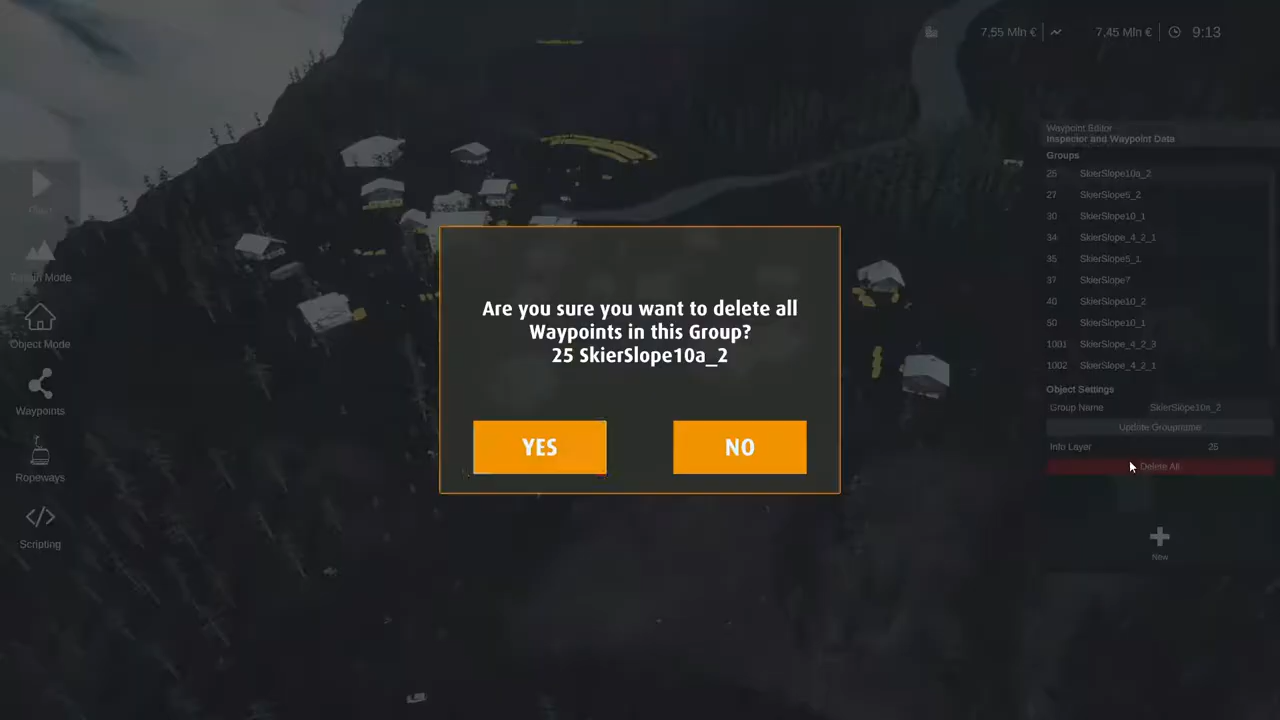 7,55 Mln €
7,45 Mln €
9:13
Waypoint Editor
Inspector and Waypoint Data
Groups
25 SkierSlope10a_2
27 SkierSlope5_2
30 SkierSlope10_1
34 SkierSlope_4_2_1
35 SkierSlope5_1
37 SkierSlope7
40 SkierSlope10_2
50 SkierSlope10_1
1001 SkierSlope_4_2_3
1002 SkierSlope_4_2_1
Object Settings
Group Name SkierSlope10a_2
Update Groupname
Info Layer 25
Delete All
New
Terrain Mode
Object Mode
Waypoints
Ropeways
Scripting
Are you sure you want to delete all
Waypoints in this Group?
25 SkierSlope10a_2
YES
NO